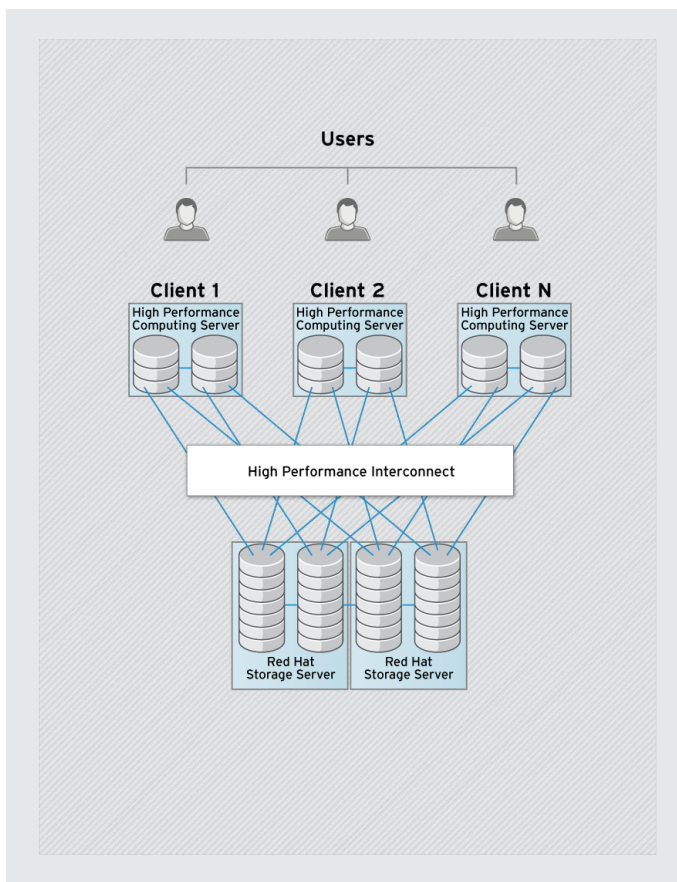 Users
Client 1
Client 2
Client N
High Performance
Computing Server
High Performance
Computing Server
High Performance
Computing Server
High Performance Interconnect
Red Hat
Storage Server
Red Hat
Storage Server